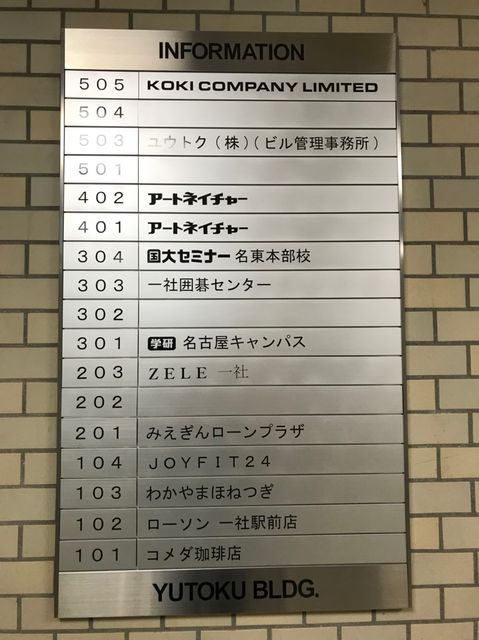 INFORMATION
505 KOKI COMPANY LIMITED
504
503 ユウトク(株)(ビル管理事務所)
501
402 アートネイチャー
401 アートネイチャー
304 国大セミナー 名東本部校
303 一社囲碁センター
302
301 学研 名古屋キャンパス
203 ZELE 一社
202
201 みえぎんローンプラザ
104 JOYFIT24
103 わかやまほねつぎ
102 ローソン 一社駅前店
101 コメダ珈琲店
YUTOKU BLDG.